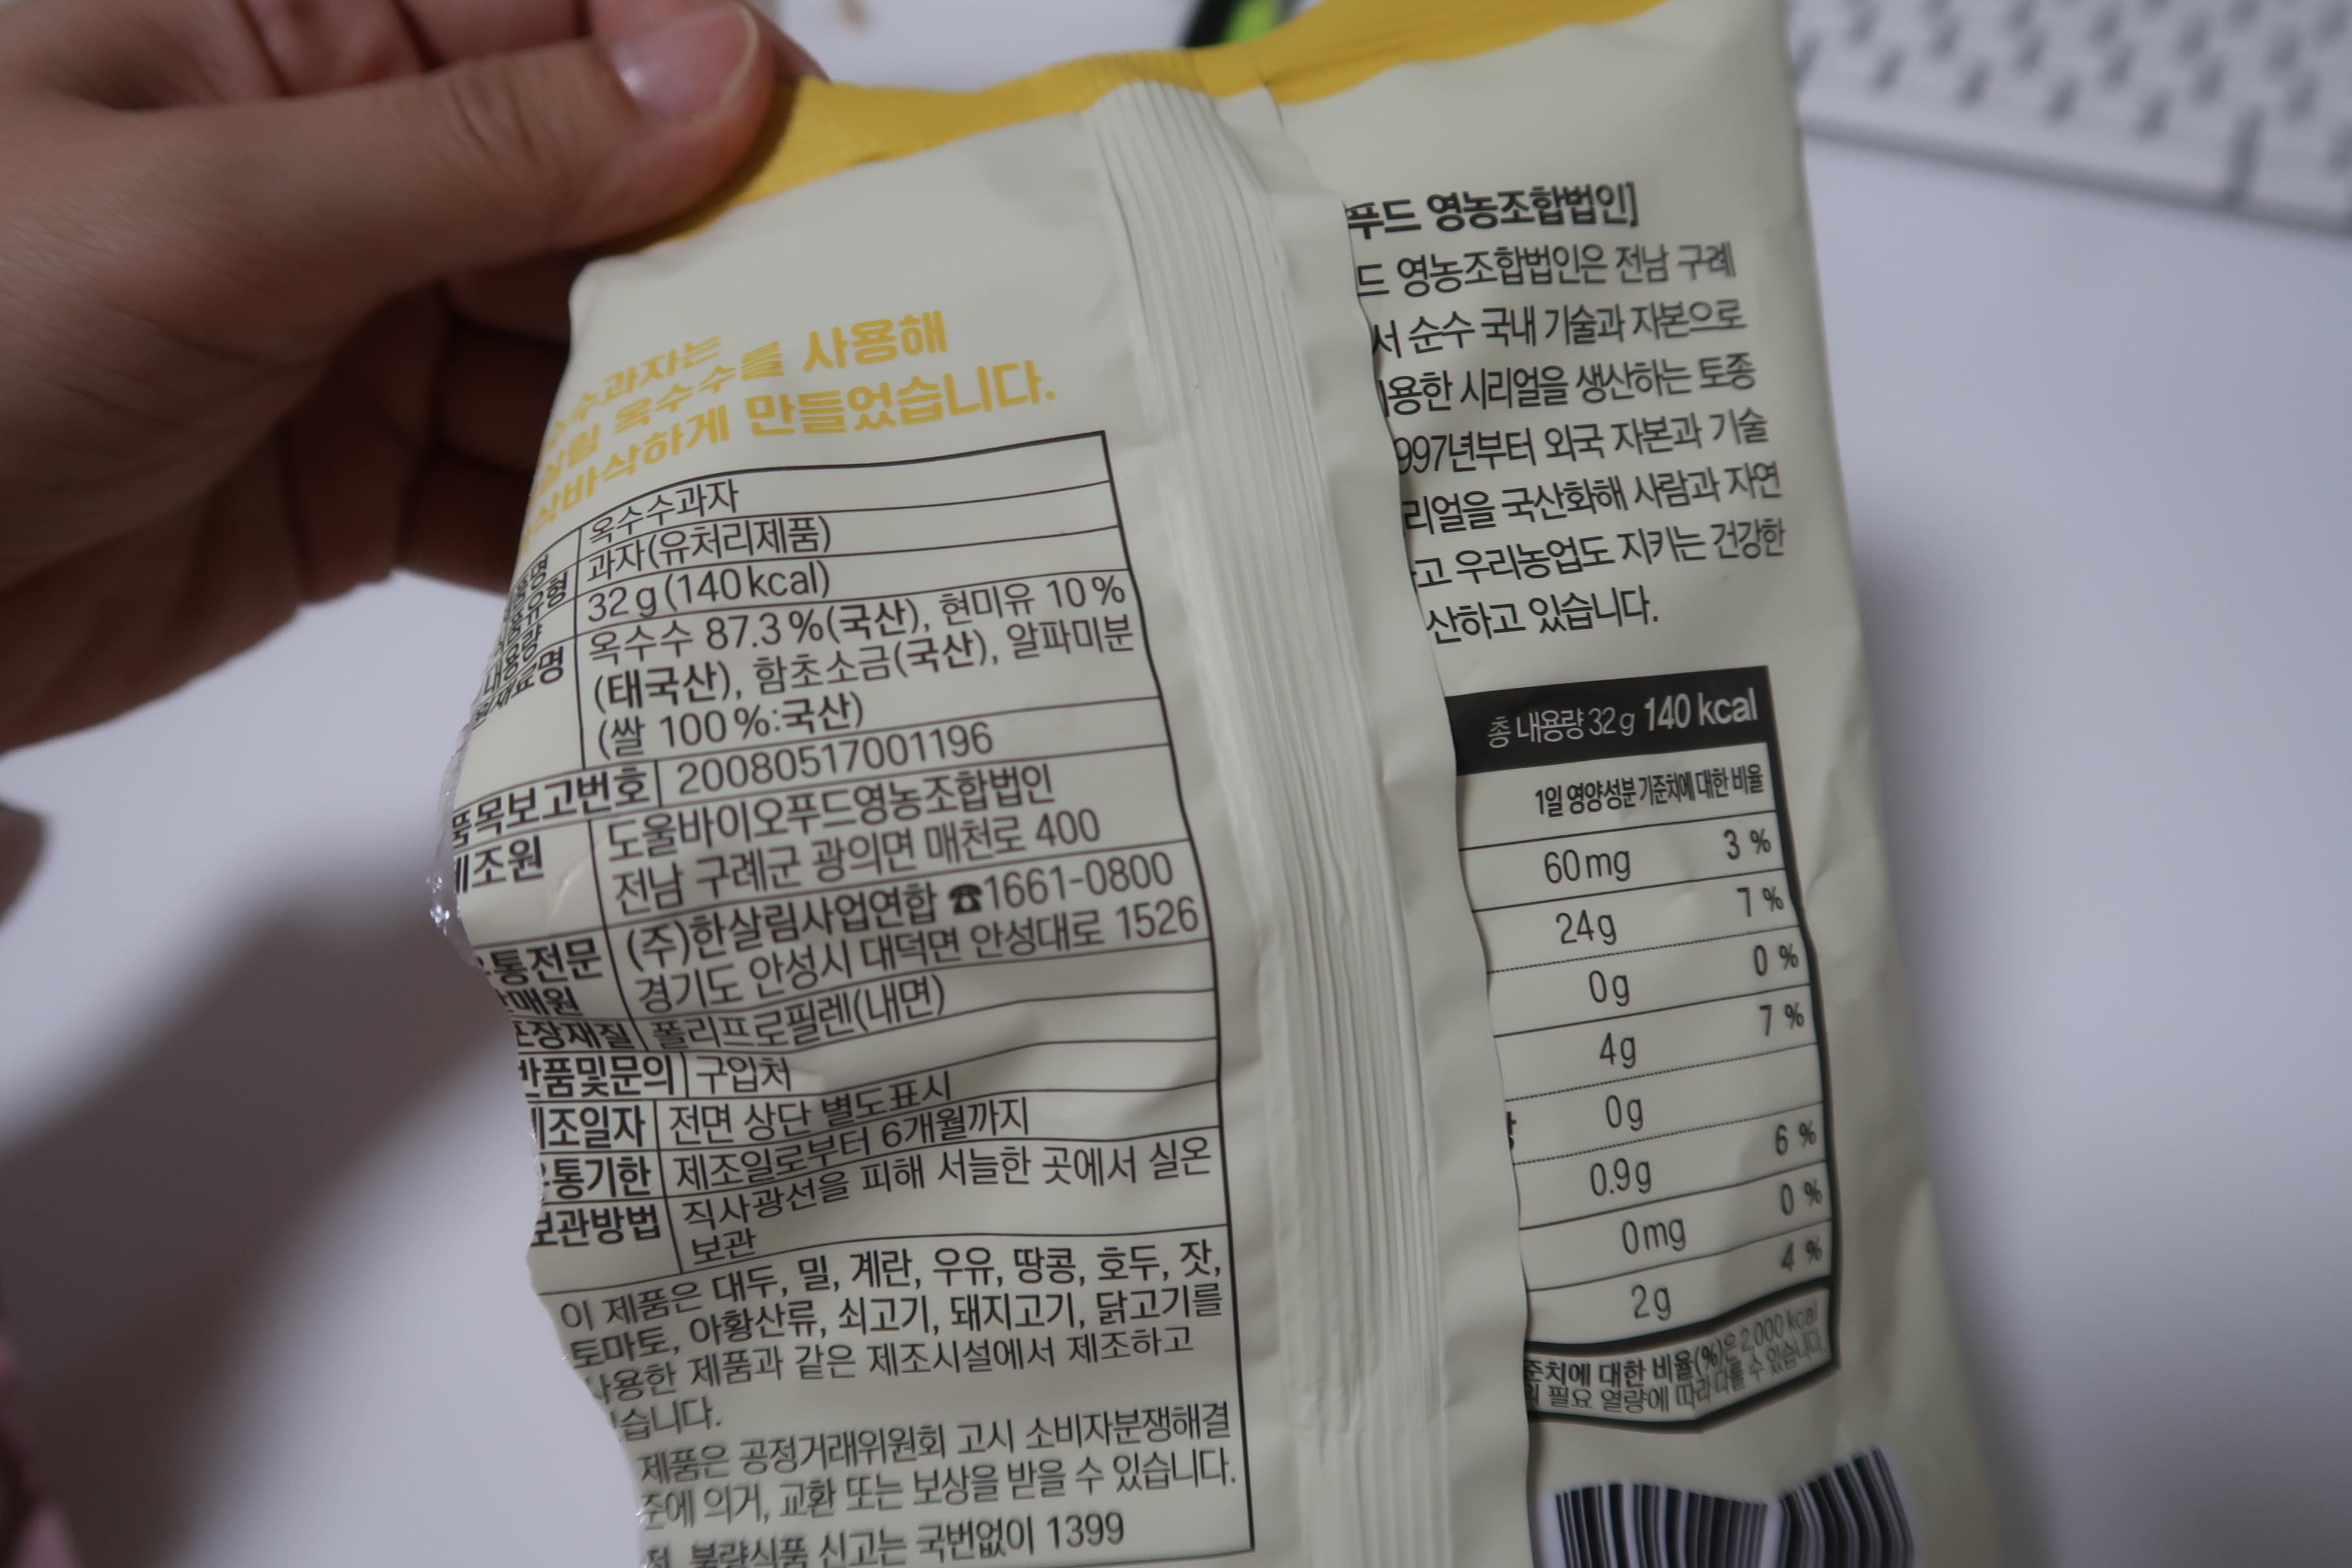 수과자는
옥수수를 사용해
바삭하게 만들었습니다.
옥수수과자
과자(유처리제품)
32g(140kcal)
옥수수 87.3%(국산), 현미유 10%
(태국산), 함초소금(국산), 알파미분
(쌀 100%:국산)
품목보고번호 20080517001196
제조원 도울바이오푸드영농조합법인
전남 구례군 광의면 매천로 400
통전문 (주)한살림사업연합 ☎1661-0800
매원 경기도 안성시 대덕면 안성대로 1526
장재질 폴리프로필렌(내면)
반품및문의 구입처
제조일자 전면 상단 별도표시
통기한 제조일로부터 6개월까지
보관방법 직사광선을 피해 서늘한 곳에서 실온
보관
이 제품은 대두, 밀, 계란, 우유, 땅콩, 호두, 잣,
토마토, 아황산류, 쇠고기, 돼지고기, 닭고기를
사용한 제품과 같은 제조시설에서 제조하고
습니다.
제품은 공정거래위원회 고시 소비자분쟁해결
준에 의거, 교환 또는 보상을 받을 수 있습니다.
불량식품 신고는 국번없이 1399
푸드 영농조합법인]
드 영농조합법인은 전남 구례
서 순수 국내 기술과 자본으로
용한 시리얼을 생산하는 토종
997년부터 외국 자본과 기술
리얼을 국산화해 사람과 자연
고 우리농업도 지키는 건강한
산하고 있습니다.
총 내용량 32g 140 kcal
1일 영양성분 기준치에 대한 비율
60mg 3%
24g 7%
0g 0%
4g 7%
0g
0.9g 6%
0mg 0%
2g 4%
준치에 대한 비율(%)은 2,000 kcal
필요 열량에 따라 다를 수 있습니다.